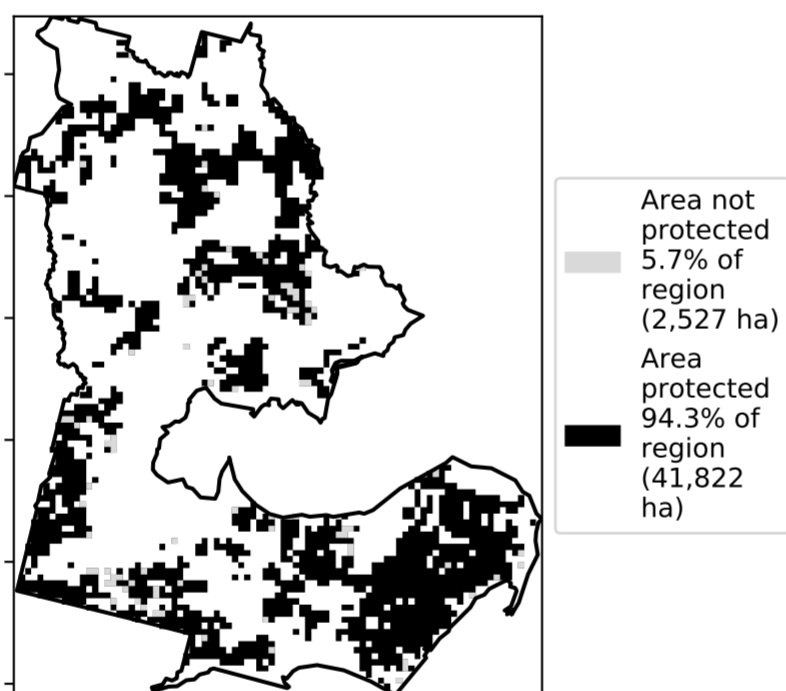 Area not
protected
5.7% of
region
(2,527 ha)
Area
protected
94.3% of
region
(41,822
ha)